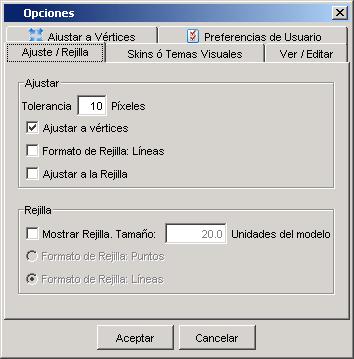 Opciones
Ajustar a Vértices
Preferencias de Usuario
Ajuste / Rejilla
Skins ó Temas Visuales
Ver / Editar
Ajustar
Tolerancia 10 Píxeles
Ajustar a vértices
Formato de Rejilla: Líneas
Ajustar a la Rejilla
Rejilla
Mostrar Rejilla. Tamaño: 20.0 Unidades del modelo
Formato de Rejilla: Puntos
Formato de Rejilla: Líneas
Aceptar
Cancelar